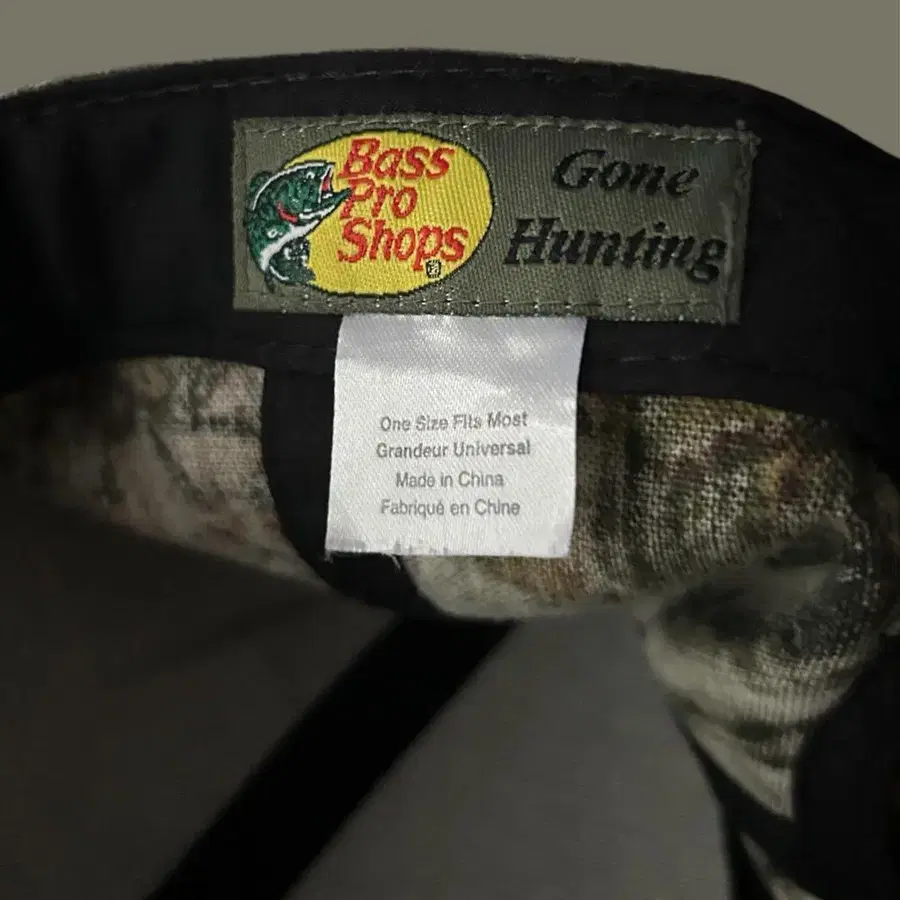 Bass
Pro
Shops
Gone
Hunting
One Size Fits Most
Grandeur Universal
Made in China
Fabriqué en Chine